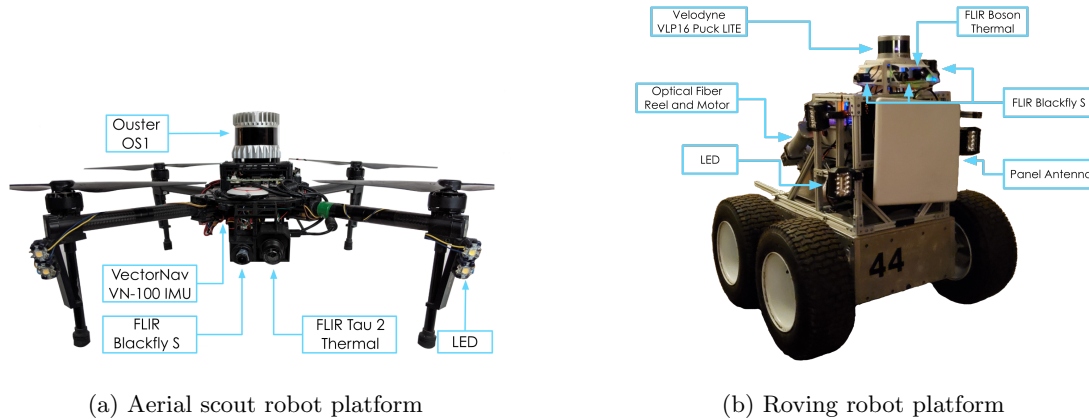 Ouster
OS1
VectorNav
VN-100 IMU
FLIR
Blackfly S
FLIR Tau 2
Thermal
LED
(a) Aerial scout robot platform
Velodyne
VLP16 Puck LITE
FLIR Boson
Thermal
Optical Fiber
Reel and Motor
FLIR Blackfly S
LED
Panel Antenna
44
(b) Roving robot platform